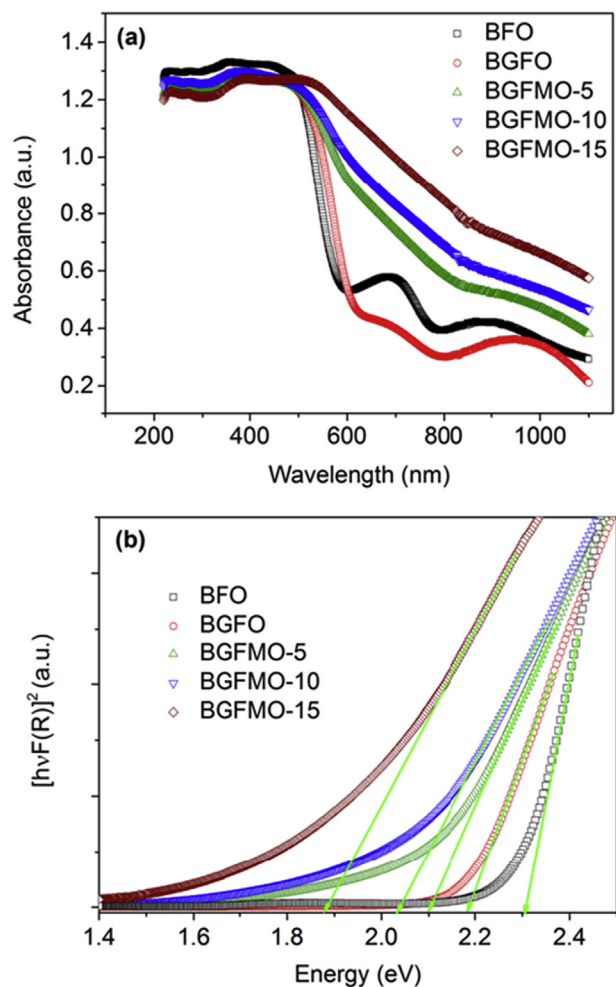 (a)
BFO
BGFO
BGFMO-5
BGFMO-10
BGFMO-15
1.4
1.2
1.0
0.8
0.6
0.4
0.2
Absorbance (a.u.)
200 400 600 800 1000
Wavelength (nm)
(b)
BFO
BGFO
BGFMO-5
BGFMO-10
BGFMO-15
[hνF(R)]² (a.u.)
1.4 1.6 1.8 2.0 2.2 2.4
Energy (eV)